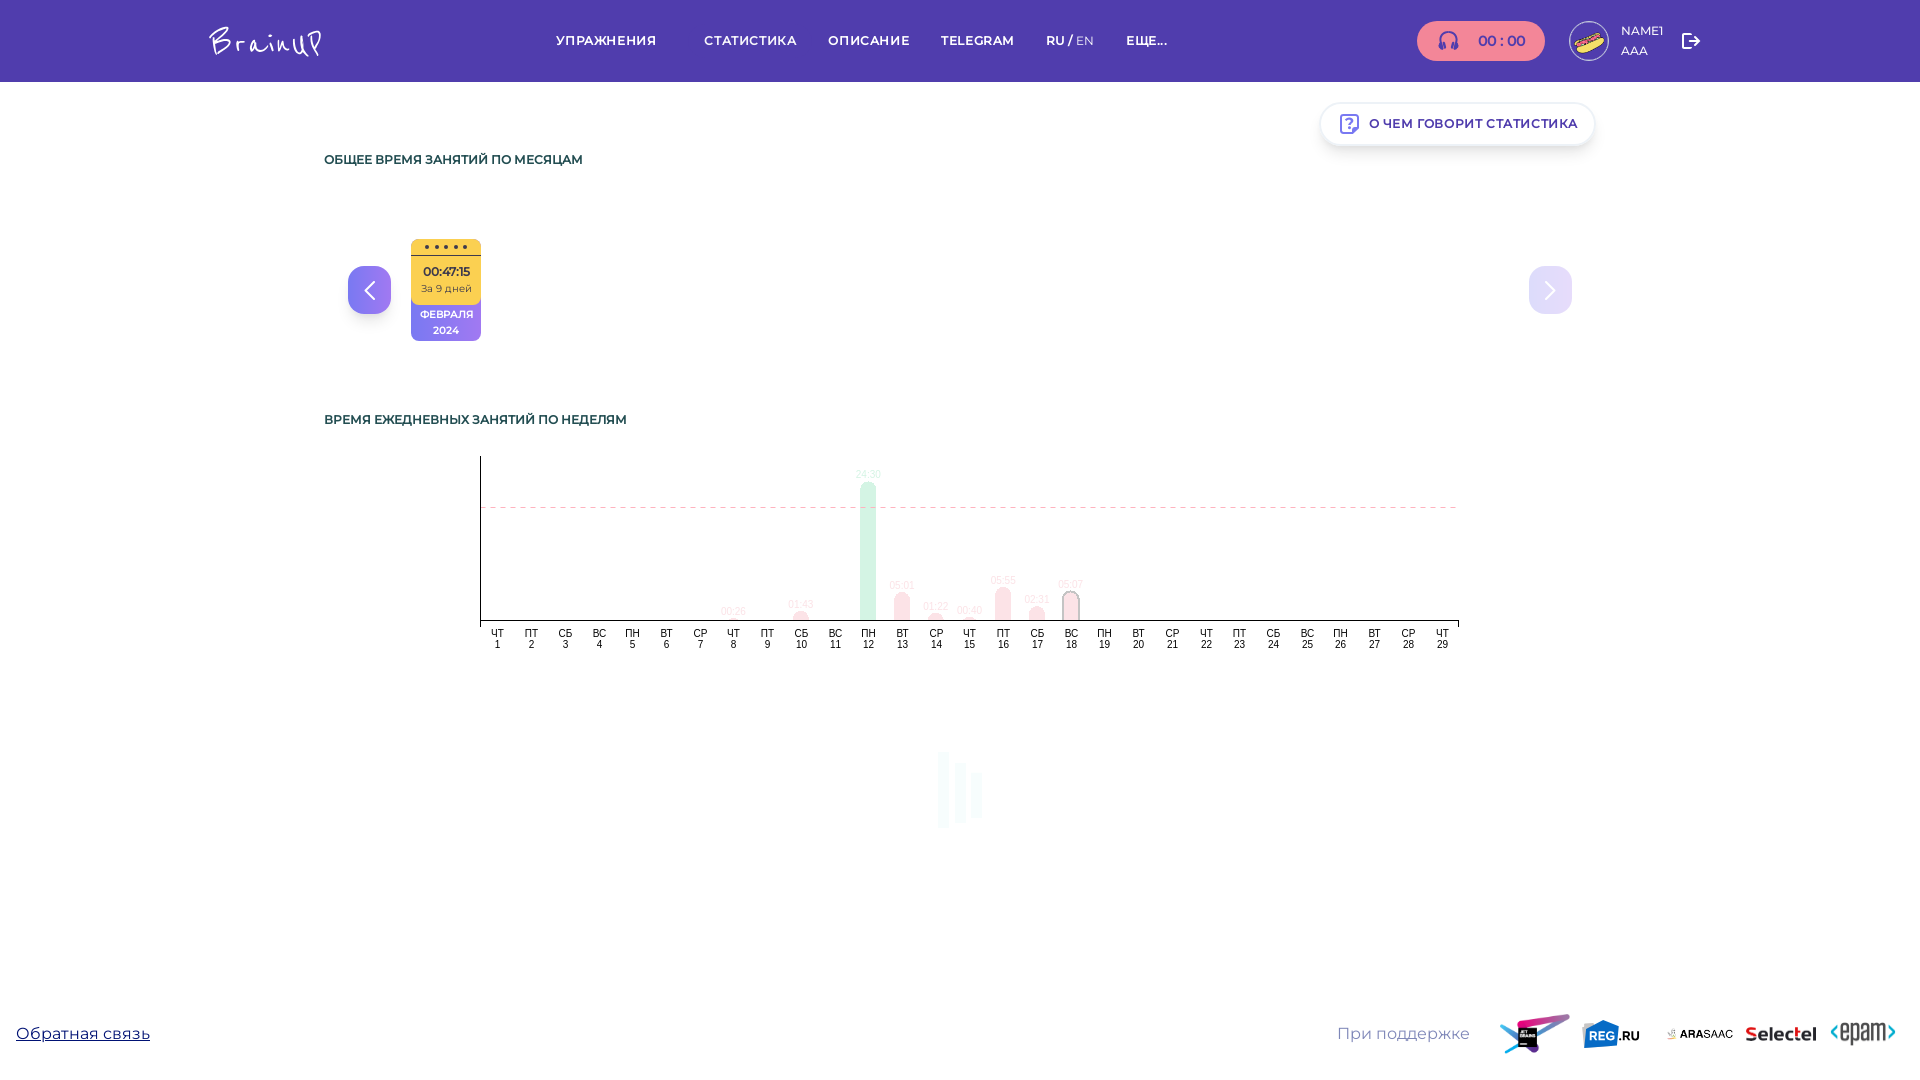 BrainUP
УПРАЖНЕНИЯ
СТАТИСТИКА
ОПИСАНИЕ
TELEGRAM
RU / EN
ЕЩЕ...
00 : 00
NAME1
AAA
О ЧЕМ ГОВОРИТ СТАТИСТИКА
ОБЩЕЕ ВРЕМЯ ЗАНЯТИЙ ПО МЕСЯЦАМ
00:47:15
За 9 дней
ФЕВРАЛЯ
2024
ВРЕМЯ ЕЖЕДНЕВНЫХ ЗАНЯТИЙ ПО НЕДЕЛЯМ
24:30
00:26 01:43 05:01 01:22 00:40 05:55 02:31 05:07
ЧТ ПТ СБ ВС ПН ВТ СР ЧТ ПТ СБ ВС ПН ВТ СР ЧТ ПТ СБ ВС ПН ВТ СР ЧТ ПТ СБ ВС ПН ВТ СР ЧТ
1 2 3 4 5 6 7 8 9 10 11 12 13 14 15 16 17 18 19 20 21 22 23 24 25 26 27 28 29
Обратная связь
При поддержке
JET
BRAINS
REG.RU
ARASAAC
Selectel
<epam>